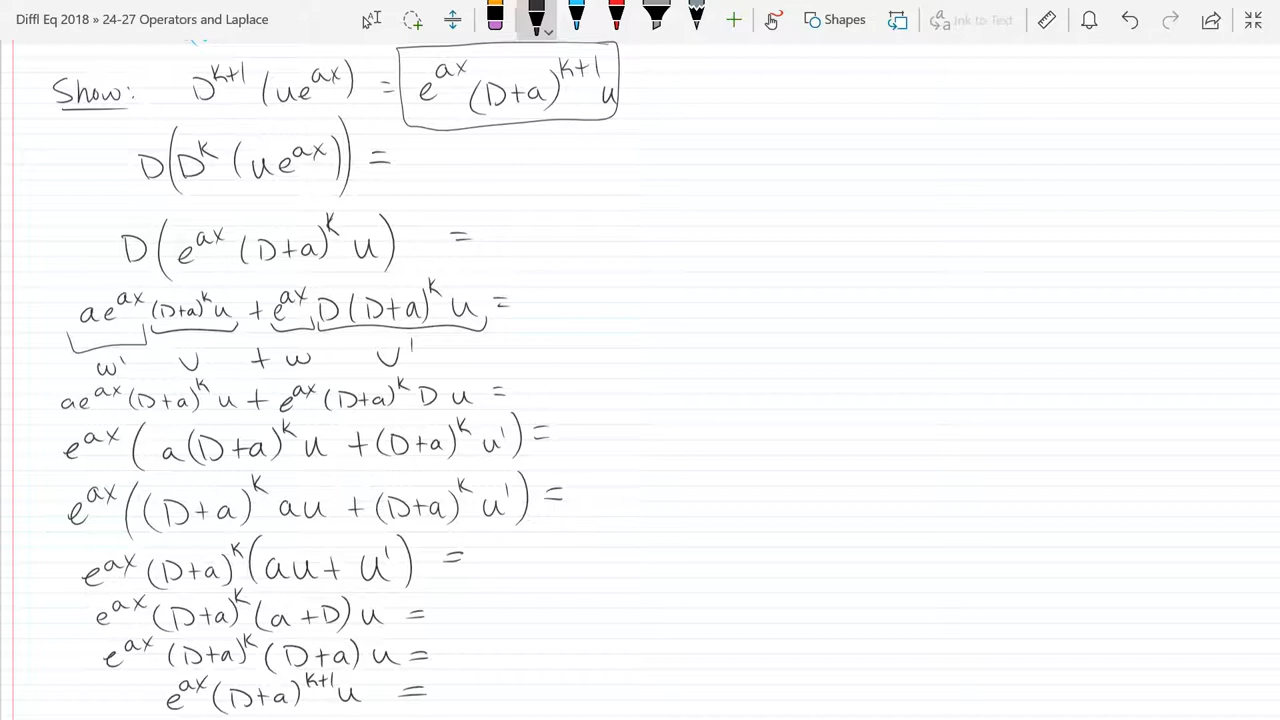 Diffl Eq 2018 » 24-27 Operators and Laplace
Shapes
Ink to Text
Show: D^{k+1} (ue^{ax}) = e^{ax} (D+a)^{k+1} u
D(D^k (ue^{ax})) =
D(e^{ax} (D+a)^k u) =
ae^{ax} (D+a)^k u + e^{ax} D(D+a)^k u =
w' v + w v'
ae^{ax} (D+a)^k u + e^{ax} (D+a)^k D u =
e^{ax} (a(D+a)^k u + (D+a)^k u') =
e^{ax} ((D+a)^k au + (D+a)^k u') =
e^{ax} (D+a)^k (au + u') =
e^{ax} (D+a)^k (a+D) u =
e^{ax} (D+a)^k (D+a) u =
e^{ax} (D+a)^{k+1} u =